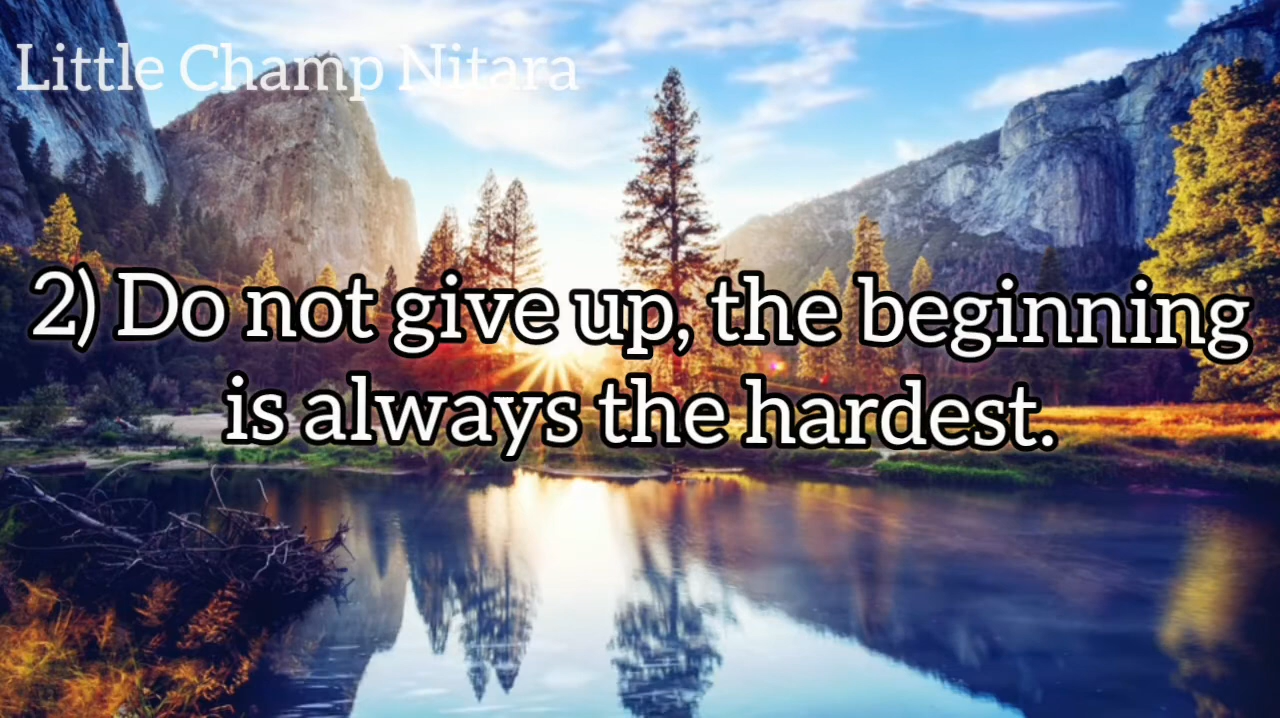 Little Champ Nitara
2) Do not give up, the beginning
is always the hardest.